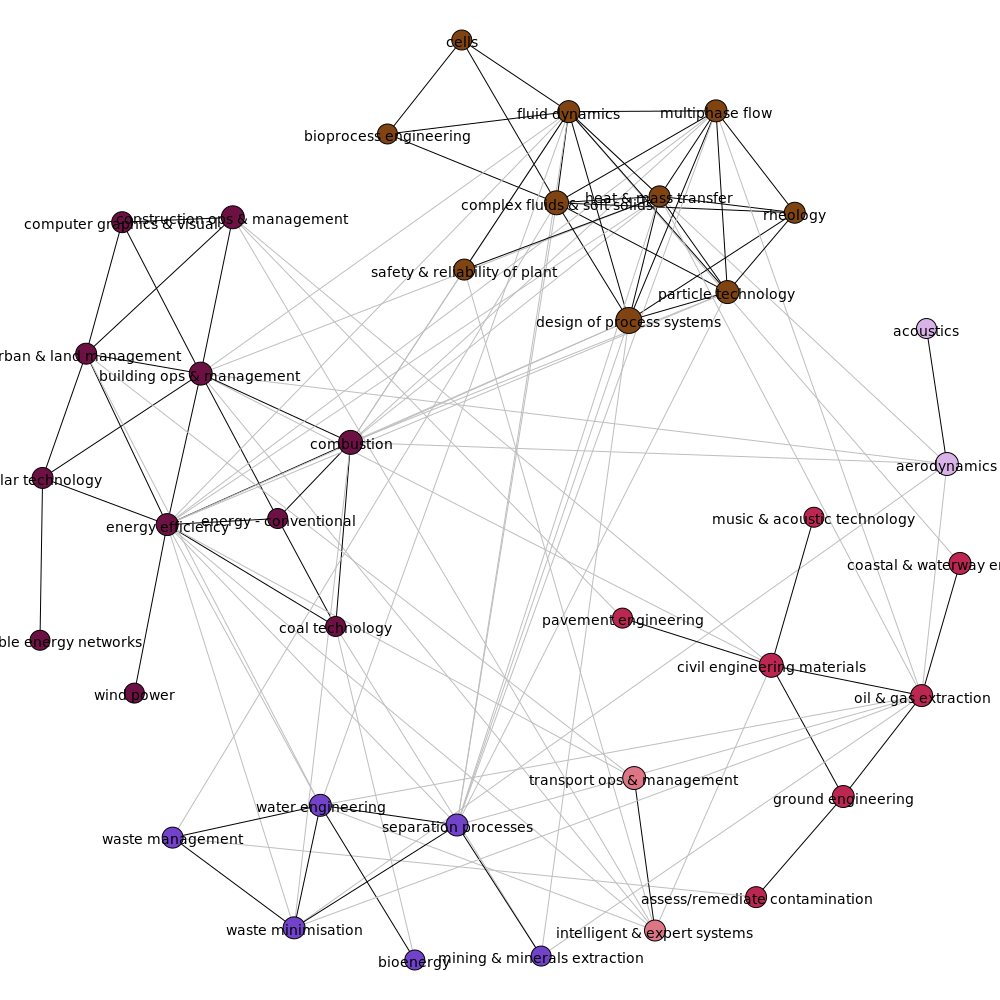 cells
fluid dynamics
multiphase flow
bioprocess engineering
heat & mass transfer
complex fluids & soft solids
rheology
computer graphics & visual
construction ops & management
safety & reliability of plant
particle technology
design of process systems
acoustics
rban & land management
building ops & management
combustion
aerodynamics
lar technology
energy efficiency
energy - conventional
music & acoustic technology
coastal & waterway en
pavement engineering
coal technology
ble energy networks
civil engineering materials
wind power
oil & gas extraction
transport ops & management
ground engineering
water engineering
separation processes
waste management
assess/remediate contamination
waste minimisation
intelligent & expert systems
bioenergy
mining & minerals extraction